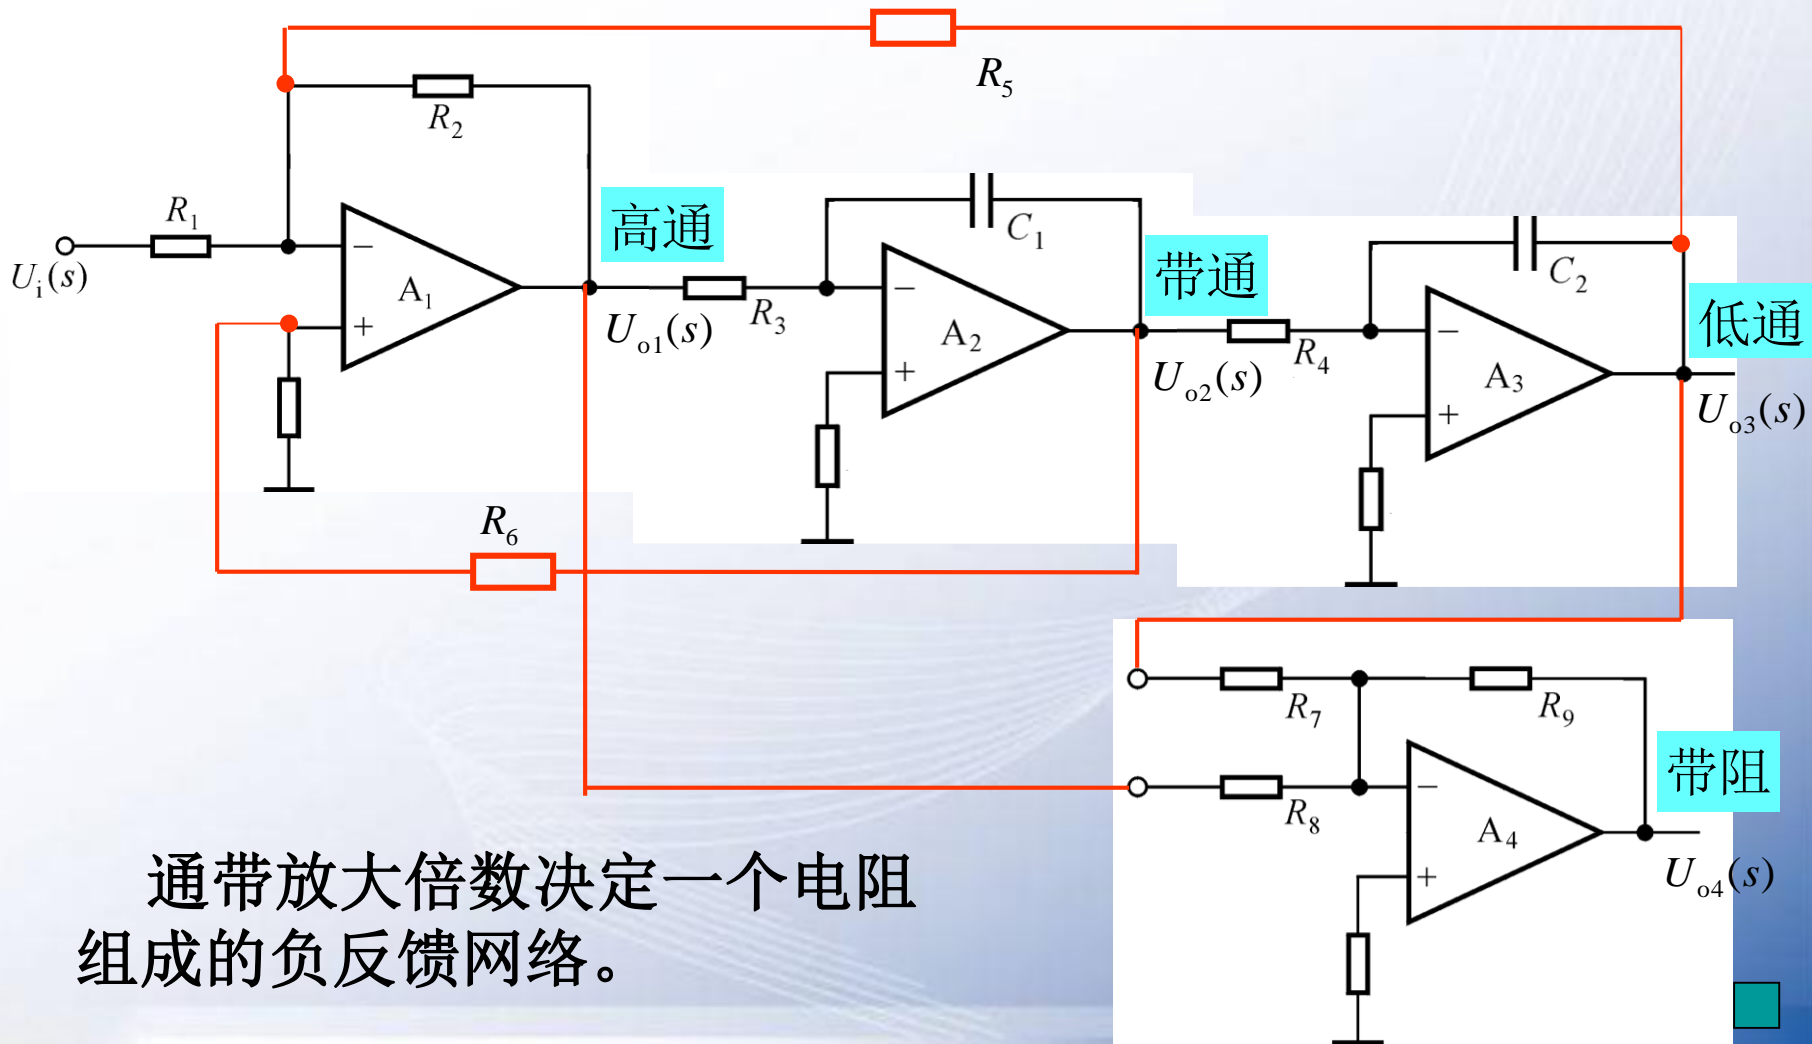 R5
R2
R1
高通
C1
Ui(s)
A1
−
+
带通
C2
Uo1(s)
R3
−
A2
+
低通
Uo2(s)
R4
−
A3
+
Uo3(s)
R6
R7
R9
带阻
R8
−
A4
+
Uo4(s)
通带放大倍数决定一个电阻
组成的负反馈网络。